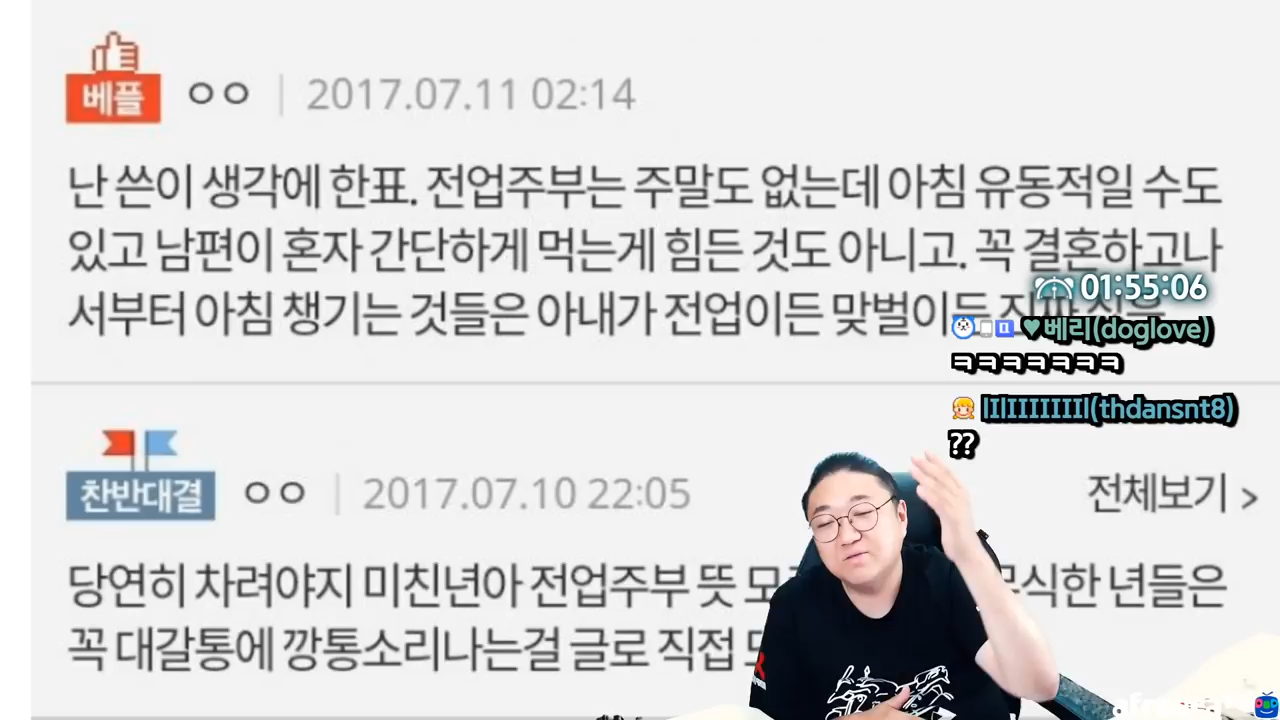 베플 ㅇㅇ 2017.07.11 02:14
난 쓴이 생각에 한표. 전업주부는 주말도 없는데 아침 유동적일 수도
있고 남편이 혼자 간단하게 먹는게 힘든 것도 아니고. 꼭 결혼하고나
서부터 아침 챙기는 것들은 아내가 전업이든 맞벌이든
01:55:06
♥베리(doglove)
ㅋㅋㅋㅋㅋㅋㅋ
(thdansnt8)
??
찬반대결 ㅇㅇ 2017.07.10 22:05 전체보기 >
당연히 차려야지 미친년아 전업주부 뜻 무식한 년들은
꼭 대갈통에 깡통소리나는걸 글로 직접